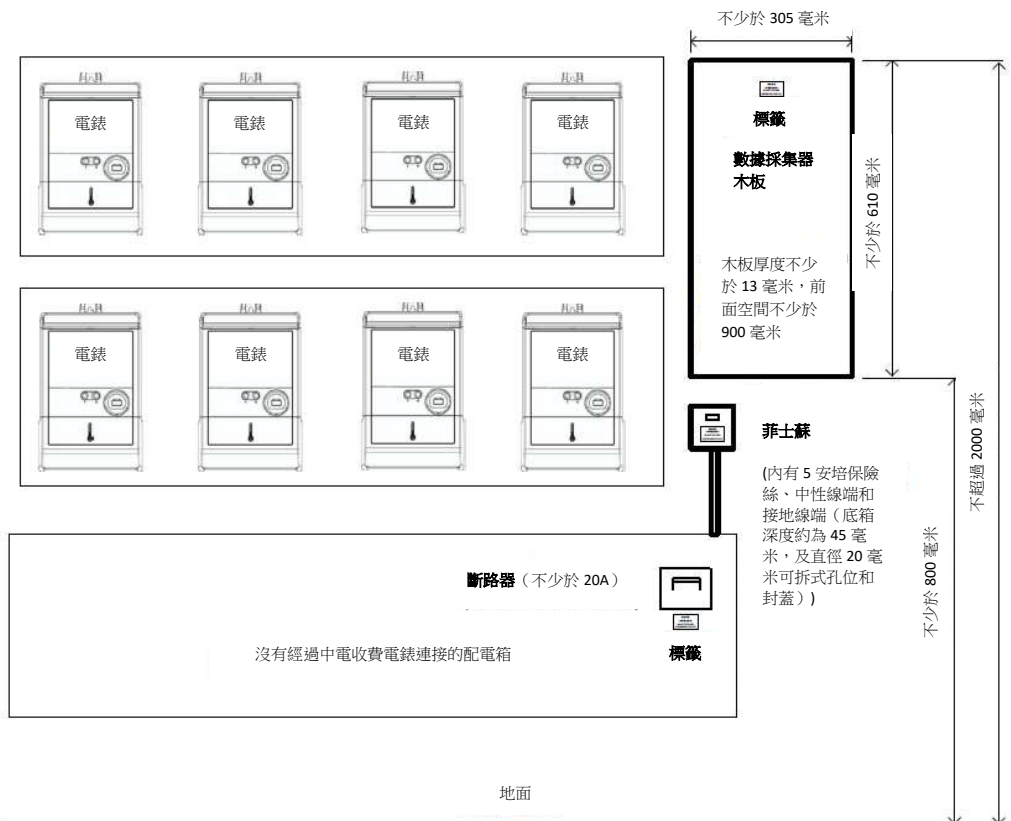 不少於 305 毫米
電錶
電錶
電錶
電錶
標籤
數據採集器
木板
木板厚度不少
於 13 毫米，前
面空間不少於
900 毫米
不少於 610 毫米
電錶
電錶
電錶
電錶
菲士蘇
(內有 5 安培保險
絲、中性線端和
接地線端（底箱
深度約為 45 毫
米，及直徑 20 毫
米可拆式孔位和
封蓋）)
不超過 2000 毫米
不少於 800 毫米
斷路器（不少於 20A）
沒有經過中電收費電錶連接的配電箱
標籤
地面